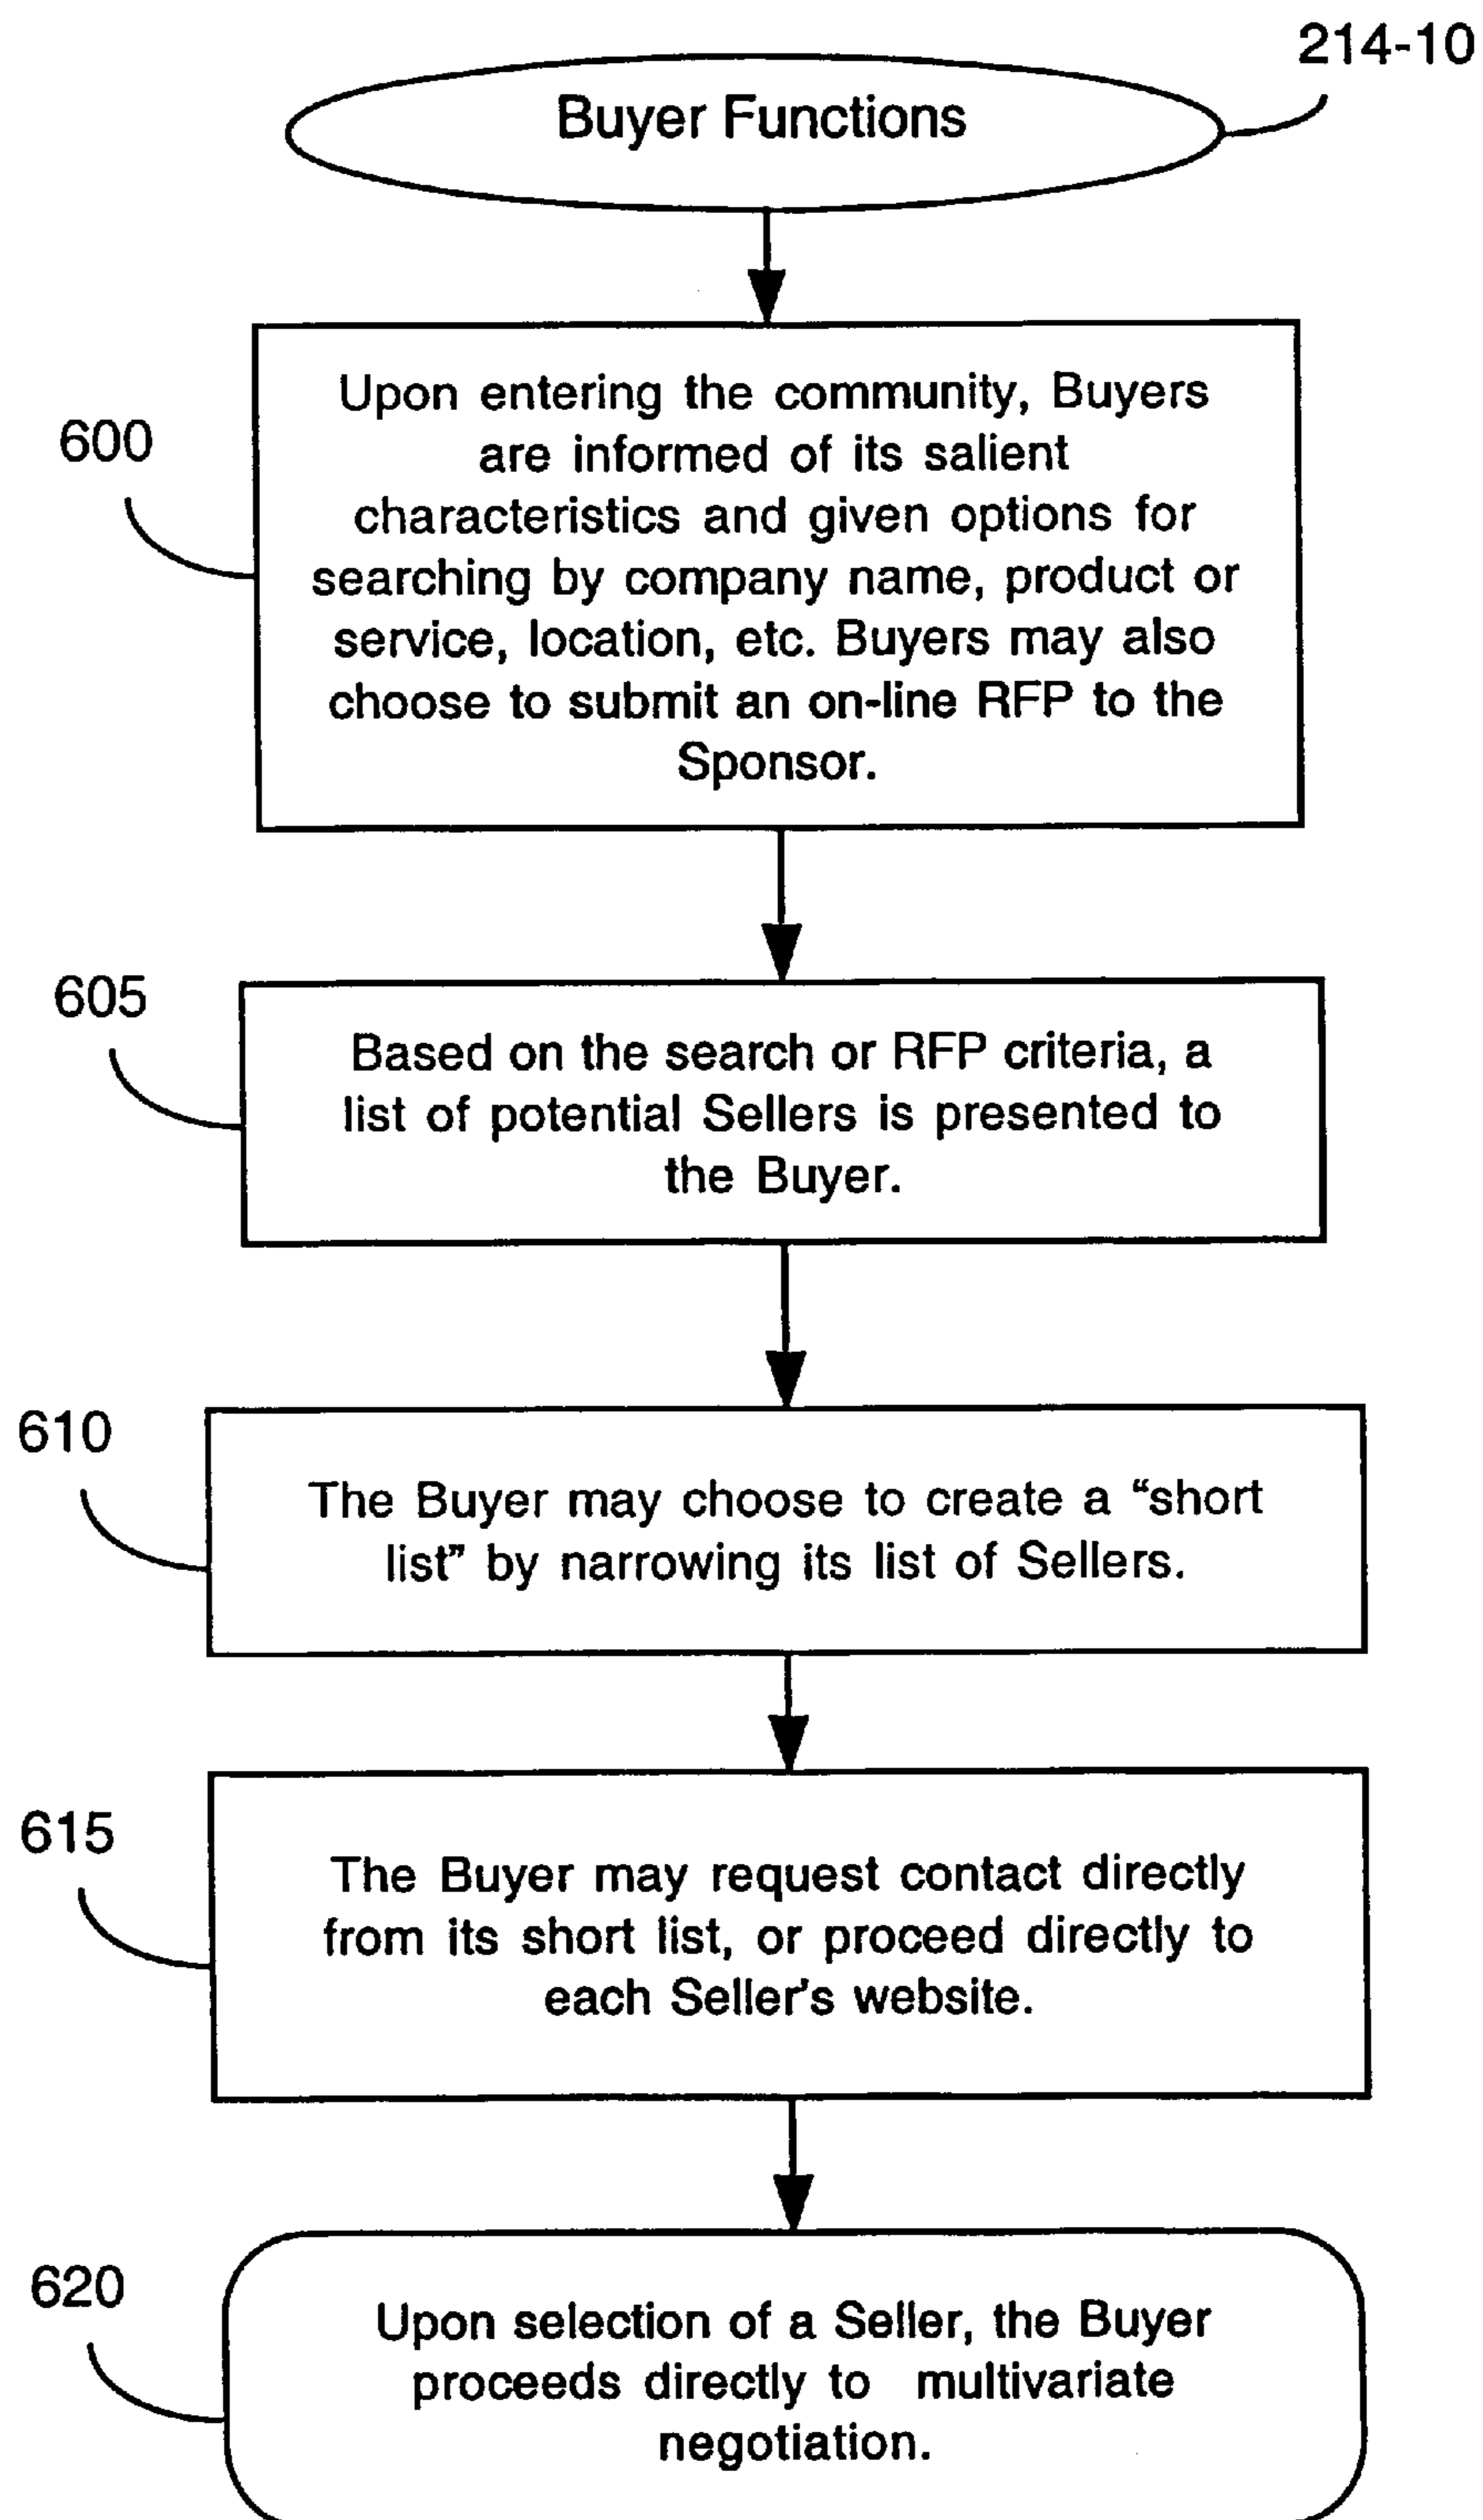 214-10
Buyer Functions
600
Upon entering the community, Buyers
are informed of its salient
characteristics and given options for
searching by company name, product or
service, location, etc. Buyers may also
choose to submit an on-line RFP to the
Sponsor.
605
Based on the search or RFP criteria, a
list of potential Sellers is presented to
the Buyer.
610
The Buyer may choose to create a “short
list” by narrowing its list of Sellers.
615
The Buyer may request contact directly
from its short list, or proceed directly to
each Seller's website.
620
Upon selection of a Seller, the Buyer
proceeds directly to multivariate
negotiation.